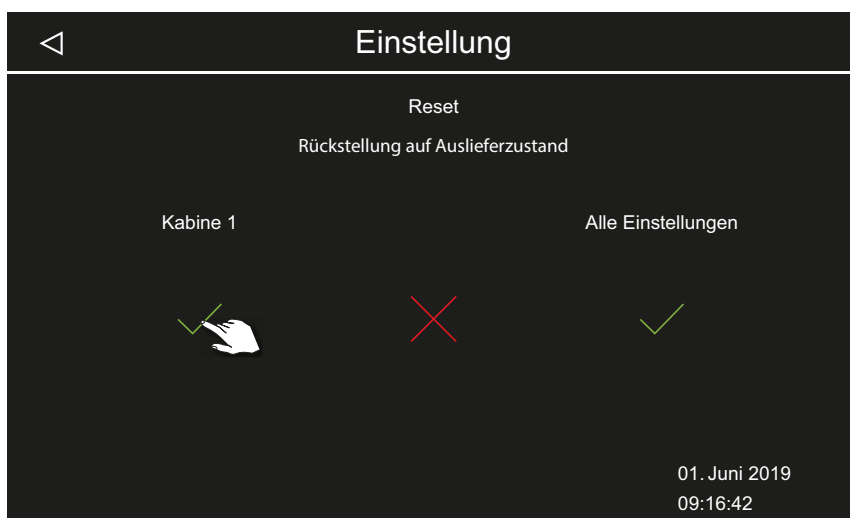 Einstellung
Reset
Rückstellung auf Auslieferzustand
Kabine 1
Alle Einstellungen
01. Juni 2019
09:16:42